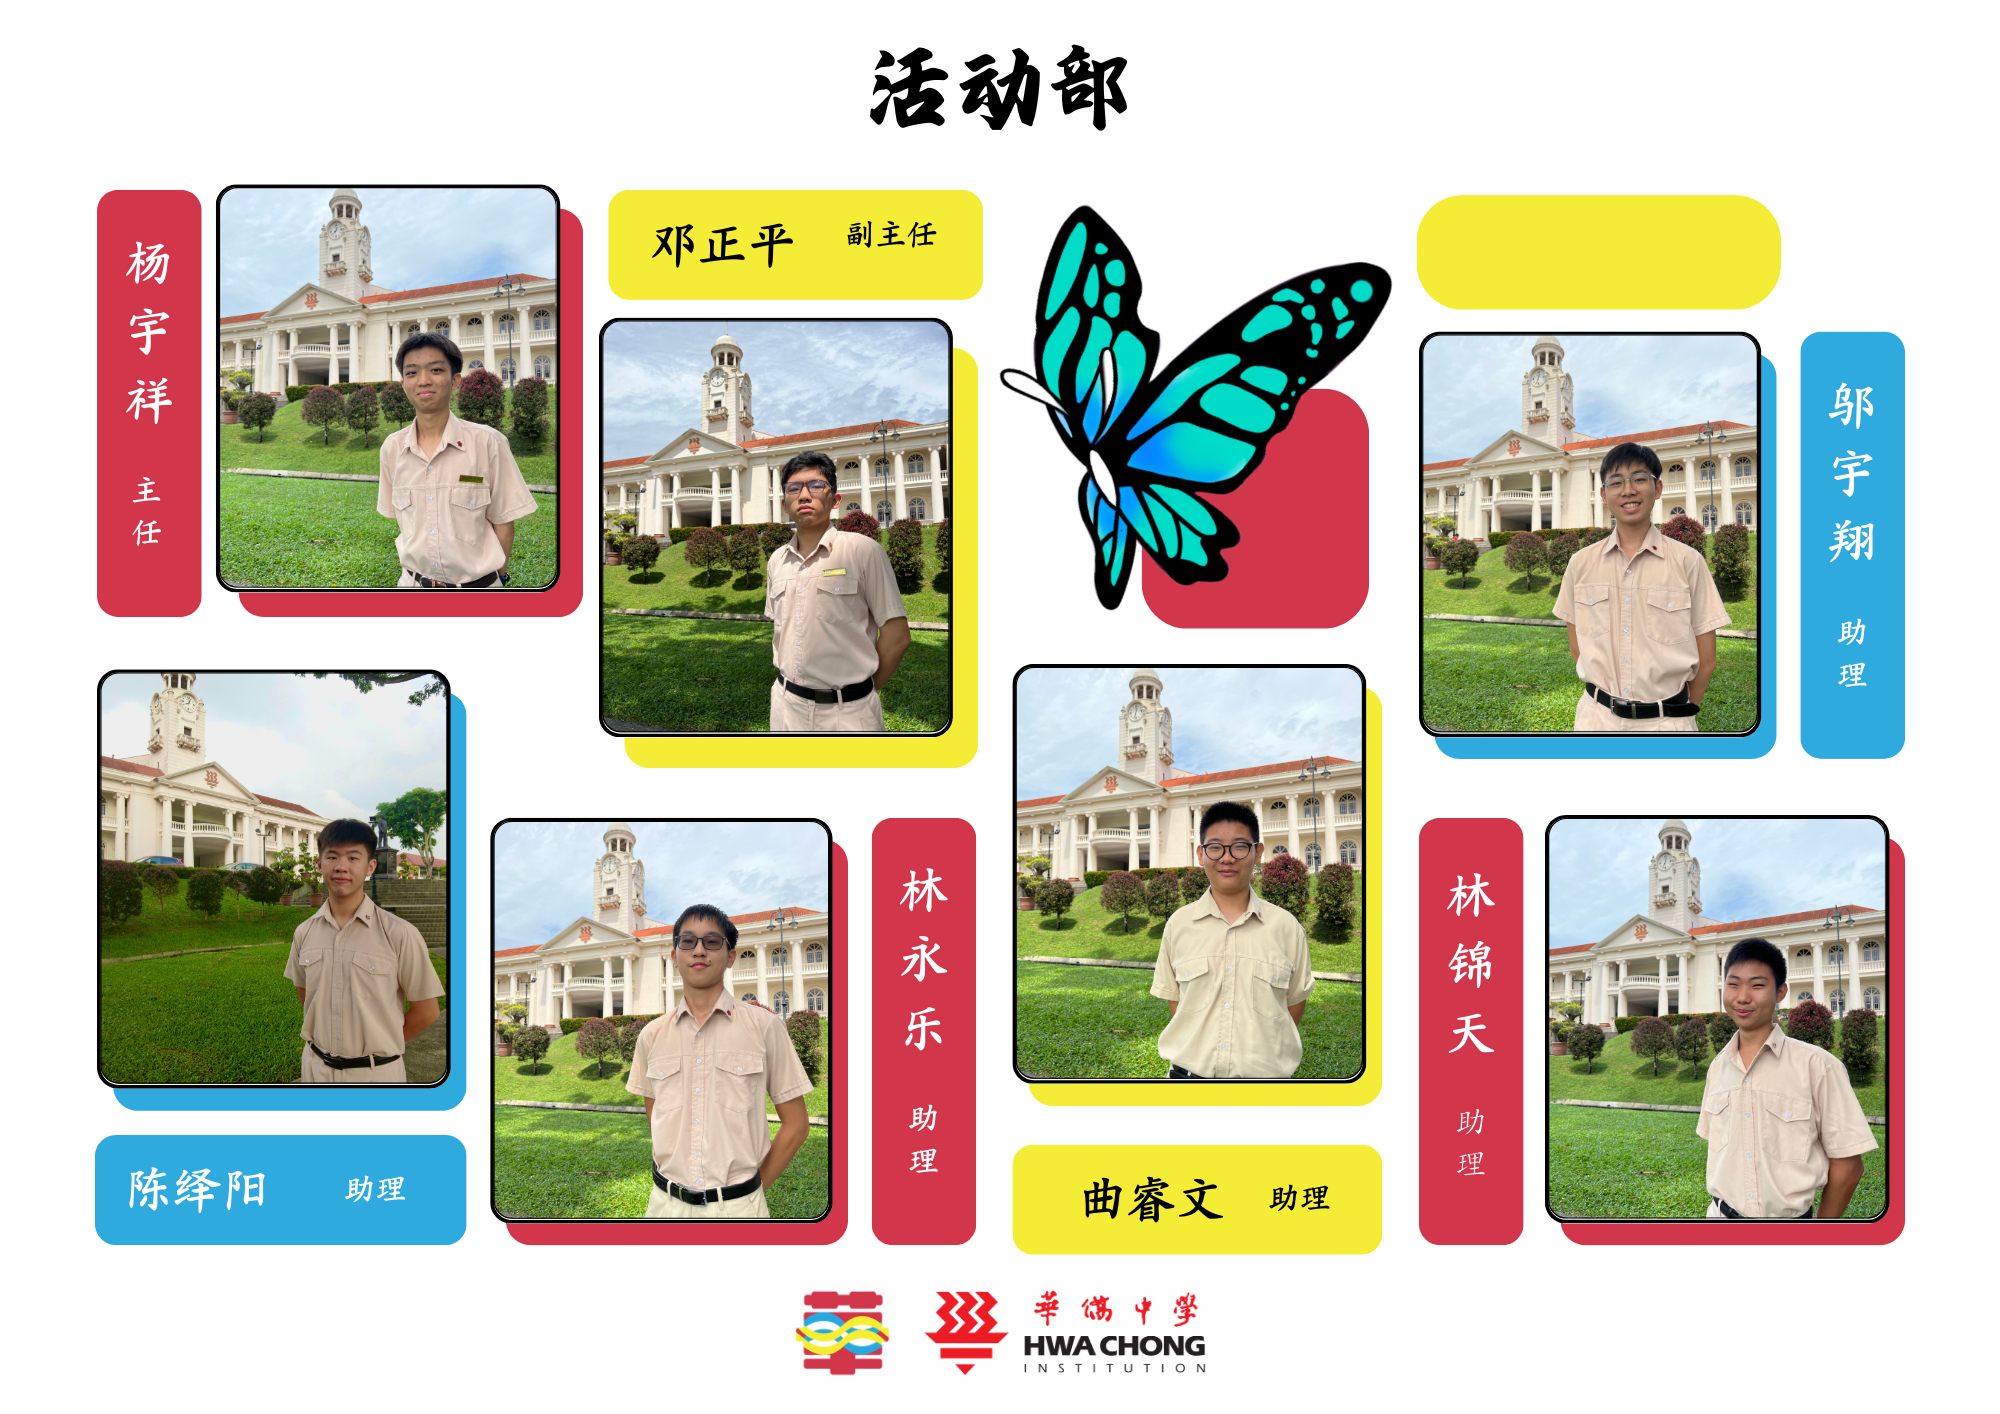 活动部
杨宇祥 主任
邓正平 副主任
邬宇翔 助理
陈绎阳 助理
林永乐 助理
曲睿文 助理
林锦天 助理
華僑中學
HWA CHONG
INSTITUTION